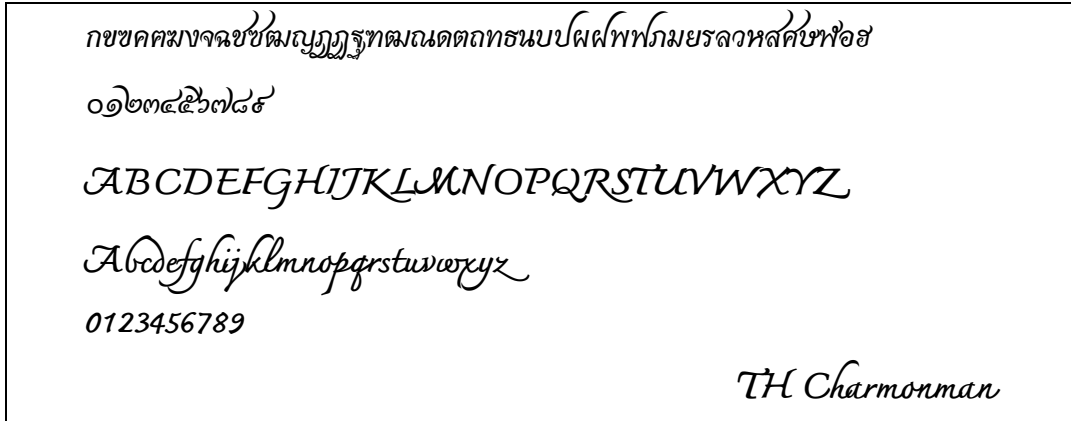 กขฃคฅฆงจฉชซฌญฎฏฐฑฒณดตถทธนบปผฝพฟภมยรลวหสศษฬอฮ
๐๑๒๓๔๕๖๗๘๙
ABCDEFGHIJKLMNOPQRSTUVWXYZ
Abcdefghijklmnopqrstuvwxyz
0123456789
TH Charmonman